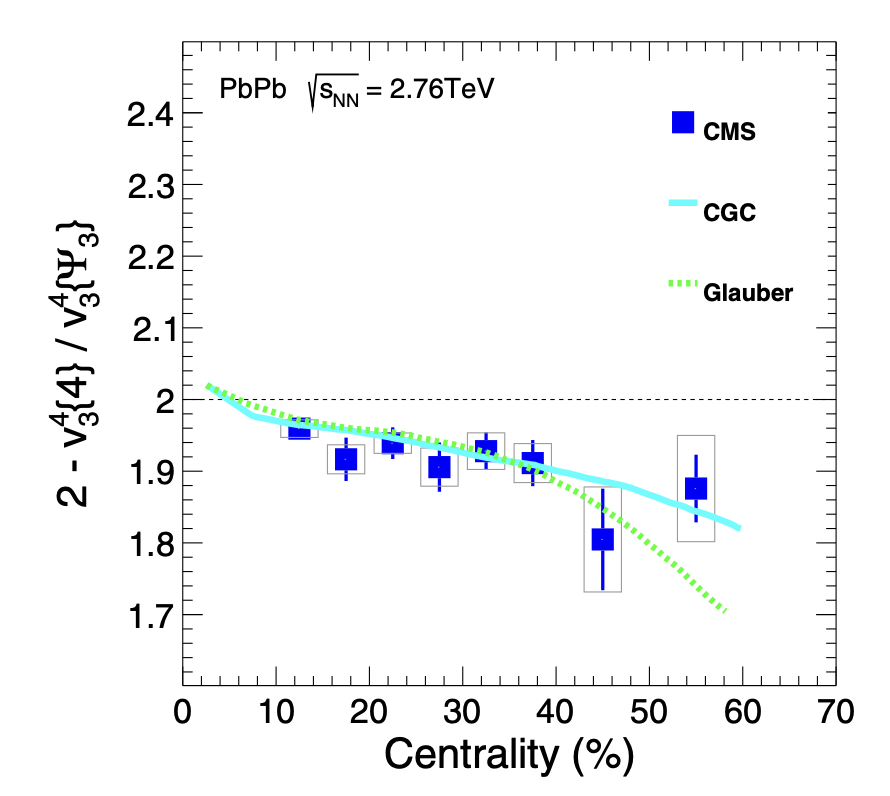 PbPb √s_NN = 2.76TeV
CMS
CGC
Glauber
2 - v₃⁴{4} / v₃⁴{Ψ₃}
2.4
2.3
2.2
2.1
2
1.9
1.8
1.7
0 10 20 30 40 50 60 70
Centrality (%)